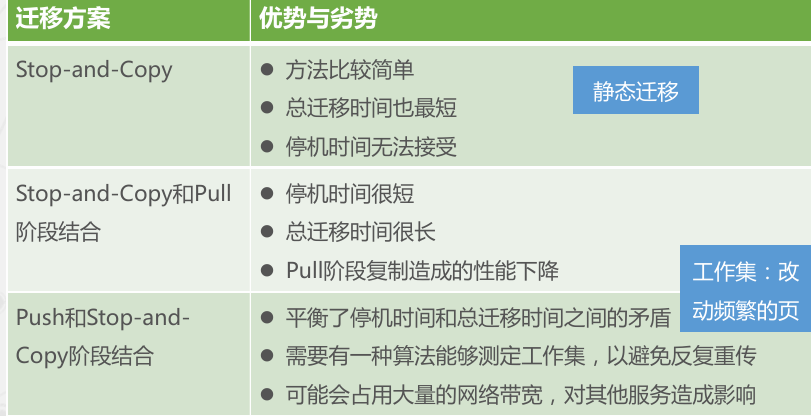 迁移方案
优势与劣势
Stop-and-Copy
● 方法比较简单
● 总迁移时间也最短
● 停机时间无法接受
静态迁移
Stop-and-Copy和Pull
阶段结合
● 停机时间很短
● 总迁移时间很长
● Pull阶段复制造成的性能下降
工作集：改
动频繁的页
Push和Stop-and-
Copy阶段结合
● 平衡了停机时间和总迁移时间之间的矛盾
● 需要有一种算法能够测定工作集，以避免反复重传
● 可能会占用大量的网络带宽，对其他服务造成影响